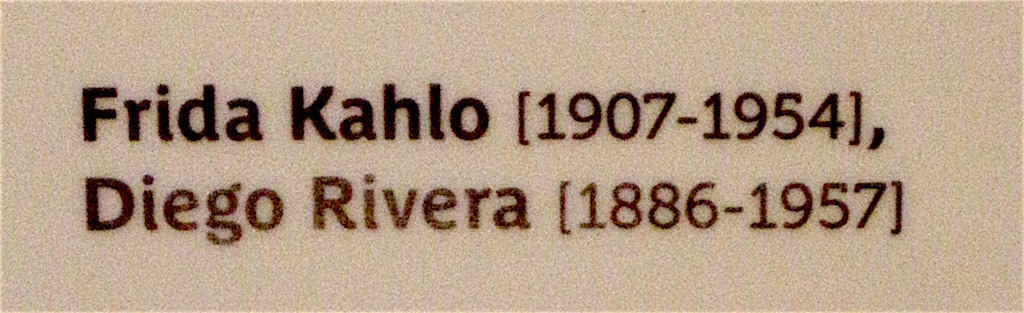 Frida Kahlo [1907-1954],
Diego Rivera [1886-1957]